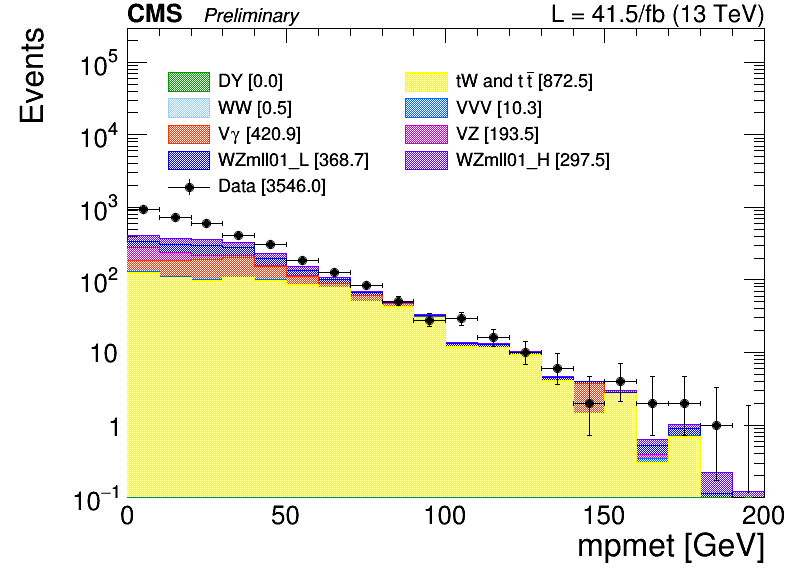 CMS Preliminary L = 41.5/fb (13 TeV)
Events
10⁵
10⁴
10³
10²
10
1
10⁻¹
DY [0.0]
tW and tt̅ [872.5]
WW [0.5]
VVV [10.3]
Vγ [420.9]
VZ [193.5]
WZmll01_L [368.7]
WZmll01_H [297.5]
Data [3546.0]
0 50 100 150 200
mpmet [GeV]